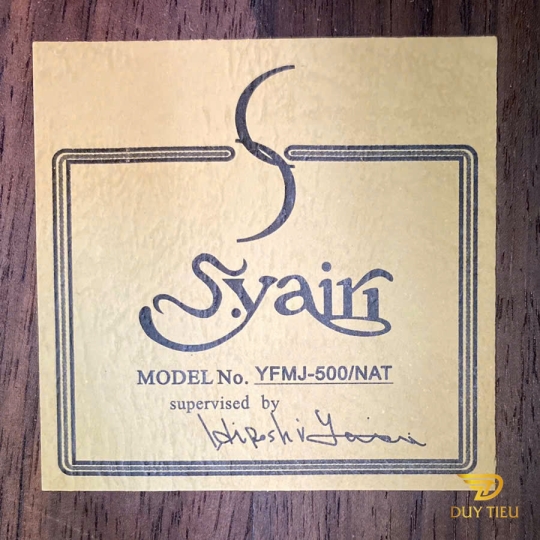 S.yairi
MODEL No. YFMJ-500/NAT
supervised by
Hiroshi Yairi
DUY TIEU